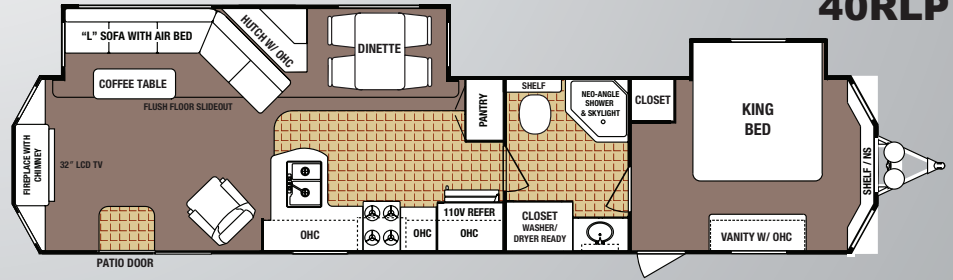 40RLP
"L" SOFA WITH AIR BED
HUTCH W/ OHC
DINETTE
COFFEE TABLE
FLUSH FLOOR SLIDEOUT
PANTRY
SHELF
NEO-ANGLE
SHOWER
& SKYLIGHT
CLOSET
KING
BED
FIREPLACE WITH
CHIMNEY
32" LCD TV
SHELF / NS
110V REFER
OHC
OHC
OHC
CLOSET
WASHER/
DRYER READY
VANITY W/ OHC
PATIO DOOR